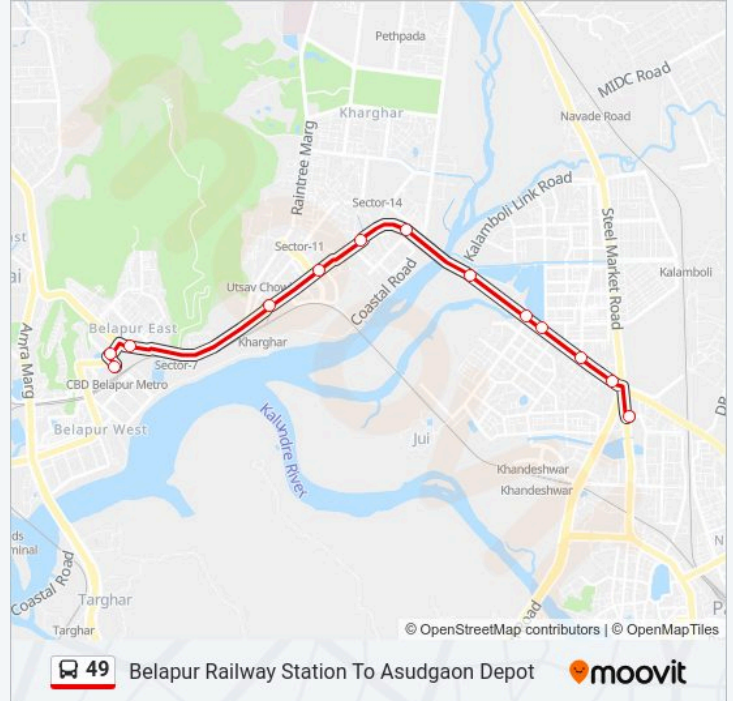 Pethpada
MIDC Road
Navade Road
Kharghar
Raintree Marg
Kalamboli Link Road
Sector-14
Steel Market Road
Sector-11
Kalamboli
Utsav Chow
Coastal Road
Belapur East
Kharghar
Amra Marg
Sector-7
CBD Belapur Metro
Belapur West
Kalundre River
Jui
Khandeshwar
Khandeshwar
Coastal Road
Targhar
Targhar
© OpenStreetMap contributors | © OpenMapTiles
49 Belapur Railway Station To Asudgaon Depot moovit